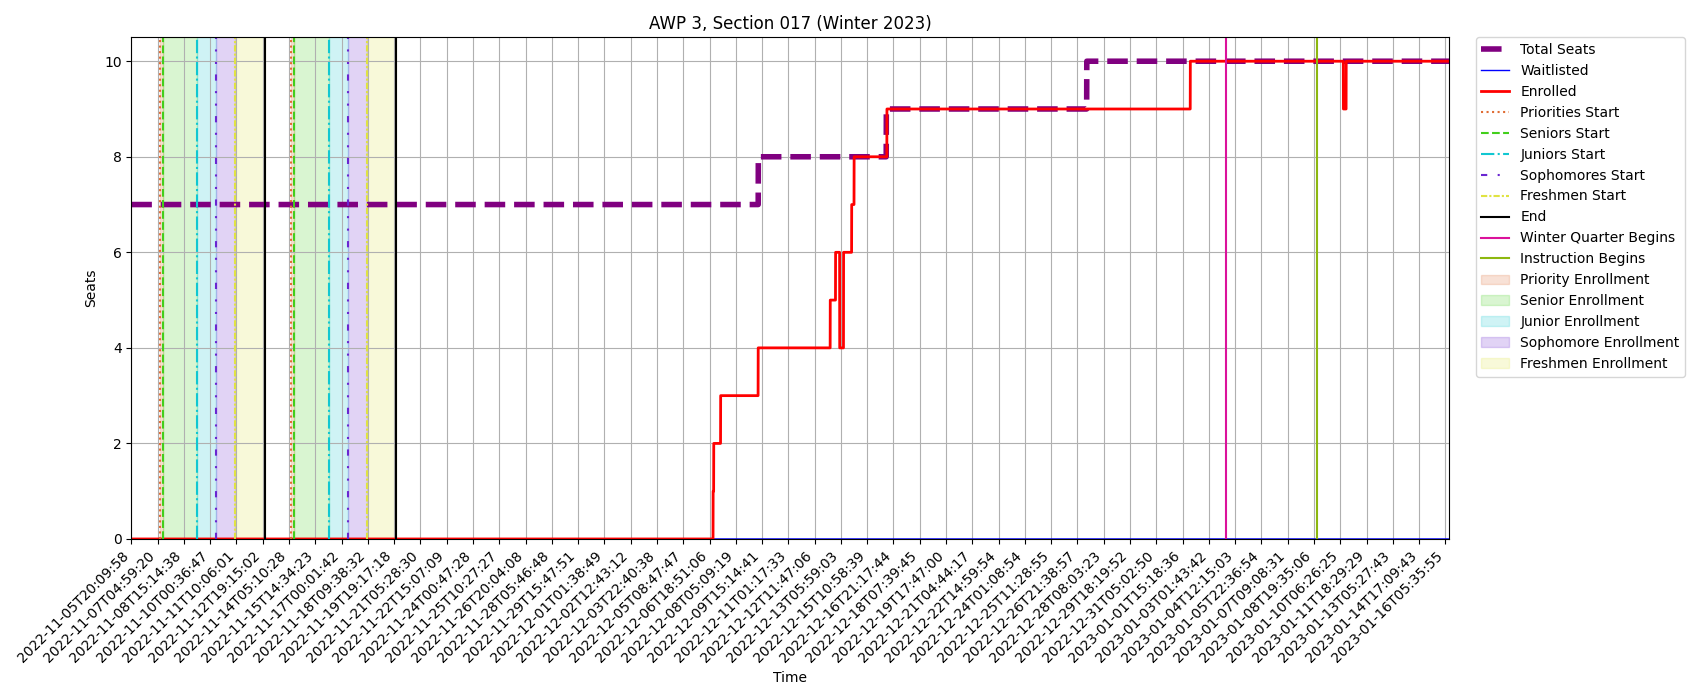 AWP 3, Section 017 (Winter 2023)
Seats
10
8
6
4
2
0
2022-11-05T20:09:58
2022-11-07T04:59:20
2022-11-08T15:14:38
2022-11-10T00:36:47
2022-11-11T10:06:01
2022-11-12T19:15:02
2022-11-14T05:10:28
2022-11-15T14:34:23
2022-11-17T00:01:42
2022-11-18T09:38:32
2022-11-19T19:17:18
2022-11-21T05:28:30
2022-11-22T15:07:09
2022-11-24T00:47:28
2022-11-25T10:27:27
2022-11-26T20:04:08
2022-11-28T05:46:48
2022-11-29T15:47:51
2022-12-01T01:38:49
2022-12-02T12:43:12
2022-12-03T22:40:38
2022-12-05T08:47:47
2022-12-06T18:51:06
2022-12-08T05:09:19
2022-12-09T15:14:41
2022-12-11T01:17:33
2022-12-12T11:47:06
2022-12-13T15:59:03
2022-12-15T10:58:39
2022-12-16T21:17:44
2022-12-18T07:39:45
2022-12-19T17:47:00
2022-12-21T04:44:17
2022-12-22T14:59:54
2022-12-24T01:08:54
2022-12-25T11:28:55
2022-12-26T21:38:57
2022-12-28T08:03:23
2022-12-29T18:19:52
2022-12-31T05:02:50
2023-01-01T15:18:36
2023-01-03T01:43:42
2023-01-04T12:15:03
2023-01-05T22:36:54
2023-01-07T09:08:31
2023-01-08T19:35:06
2023-01-10T06:26:25
2023-01-11T18:29:29
2023-01-13T05:27:43
2023-01-14T17:09:43
2023-01-16T05:35:55
Time
Total Seats
Waitlisted
Enrolled
Priorities Start
Seniors Start
Juniors Start
Sophomores Start
Freshmen Start
End
Winter Quarter Begins
Instruction Begins
Priority Enrollment
Senior Enrollment
Junior Enrollment
Sophomore Enrollment
Freshmen Enrollment